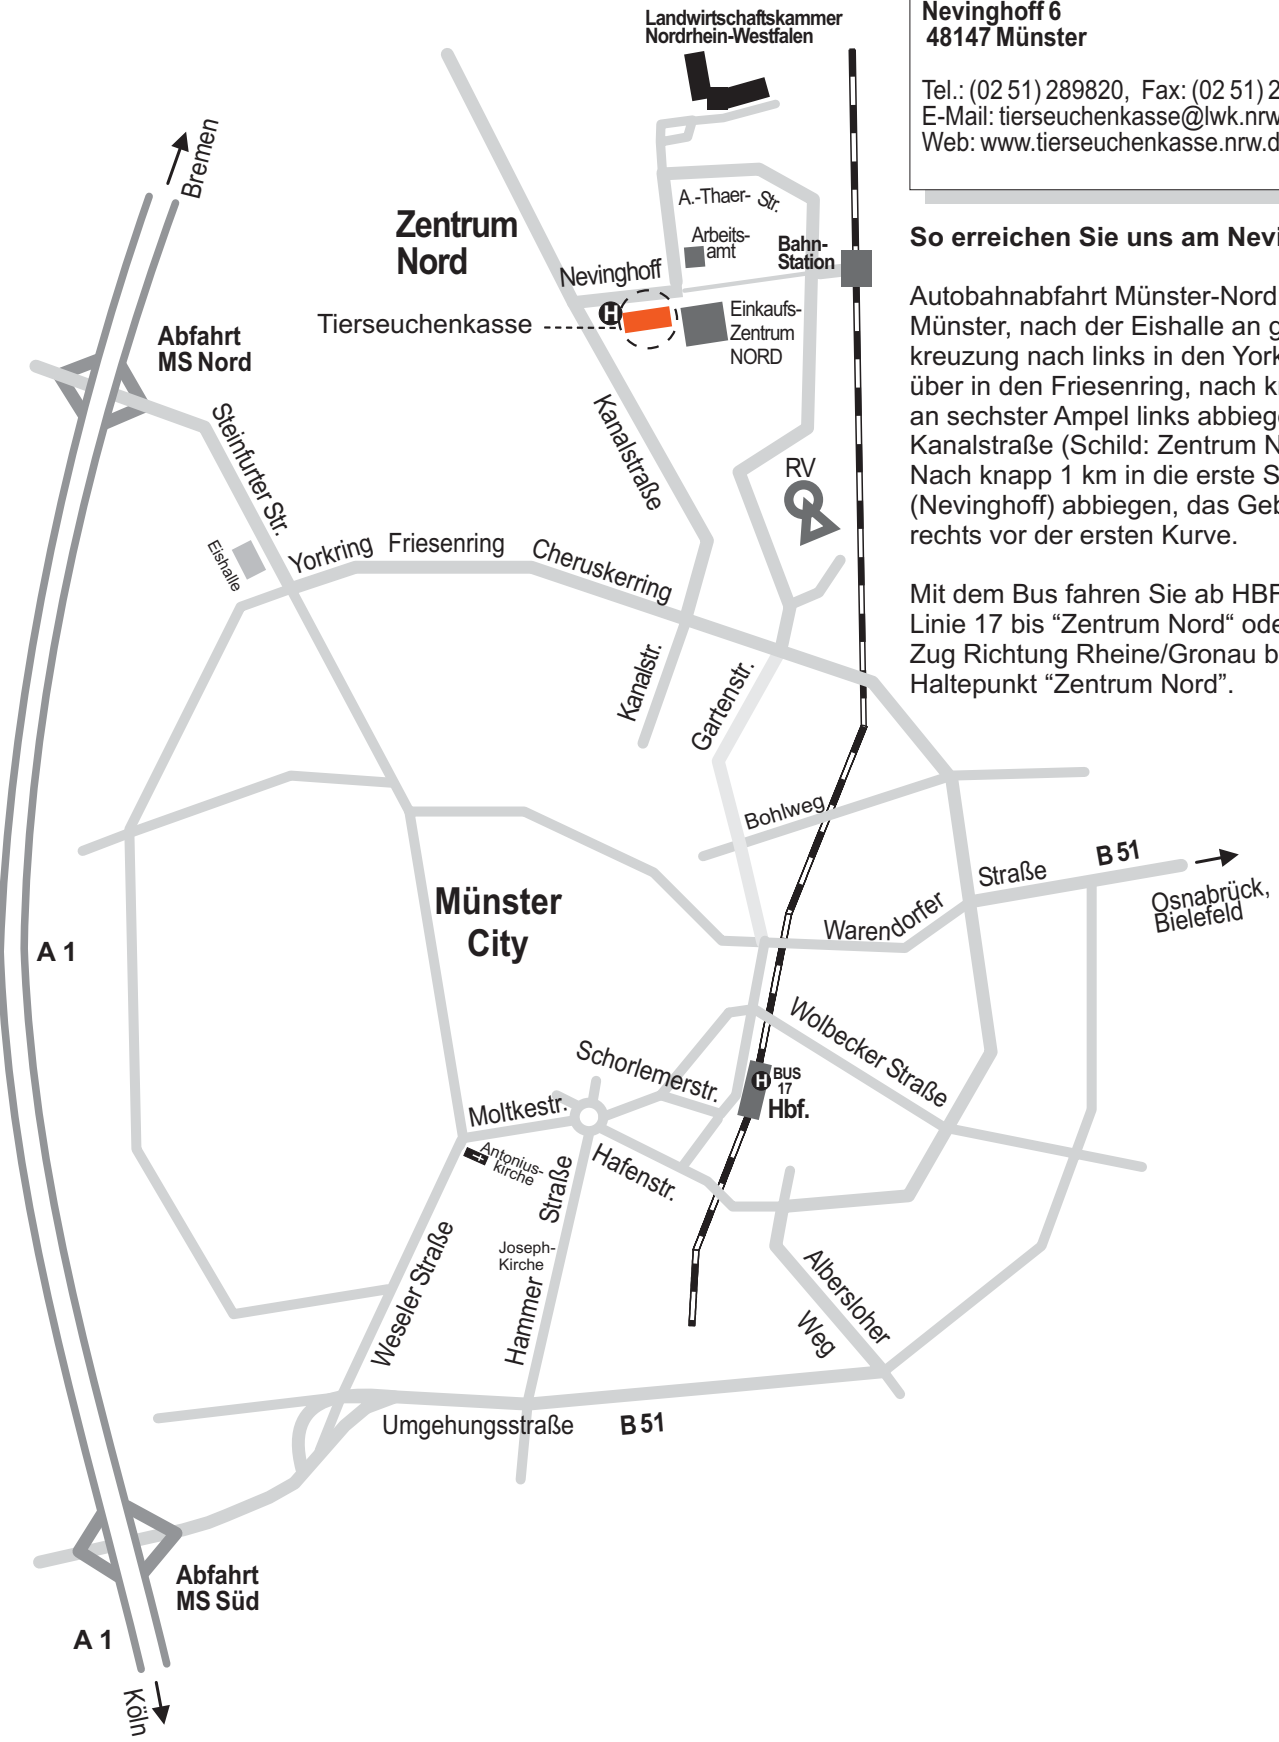 Landwirtschaftskammer
Nordrhein-Westfalen
Nevinghoff 6
48147 Münster
Tel.: (02 51) 289820, Fax: (02 51) 2
E-Mail: tierseuchenkasse@lwk.nrw
Web: www.tierseuchenkasse.nrw.d
So erreichen Sie uns am Nevi
Autobahnabfahrt Münster-Nord
Münster, nach der Eishalle an g
kreuzung nach links in den York
über in den Friesenring, nach k
an sechster Ampel links abbieg
Kanalstraße (Schild: Zentrum N
Nach knapp 1 km in die erste S
(Nevinghoff) abbiegen, das Geb
rechts vor der ersten Kurve.
Mit dem Bus fahren Sie ab HBF
Linie 17 bis “Zentrum Nord“ ode
Zug Richtung Rheine/Gronau b
Haltepunkt “Zentrum Nord”.
Bremen
Zentrum
Nord
A.-Thaer- Str.
Arbeits-
amt
Bahn-
Station
Nevinghoff
H
Tierseuchenkasse
Einkaufs-
Zentrum
NORD
Abfahrt
MS Nord
Steinfurter Str.
Kanalstraße
RV
Eishalle
Yorkring
Friesenring
Cheruskerring
Kanalstr.
Gartenstr.
Bohlweg
B 51
Straße
Warendorfer
Osnabrück,
Bielefeld
Münster
City
A 1
Wolbecker Straße
Schorlemerstr.
H
BUS
17
Hbf.
Moltkestr.
Antonius-
kirche
Hafenstr.
Straße
Hammer
Joseph-
Kirche
Weseler Straße
Albersloher
Weg
Umgehungsstraße
B 51
Abfahrt
MS Süd
A 1
Köln